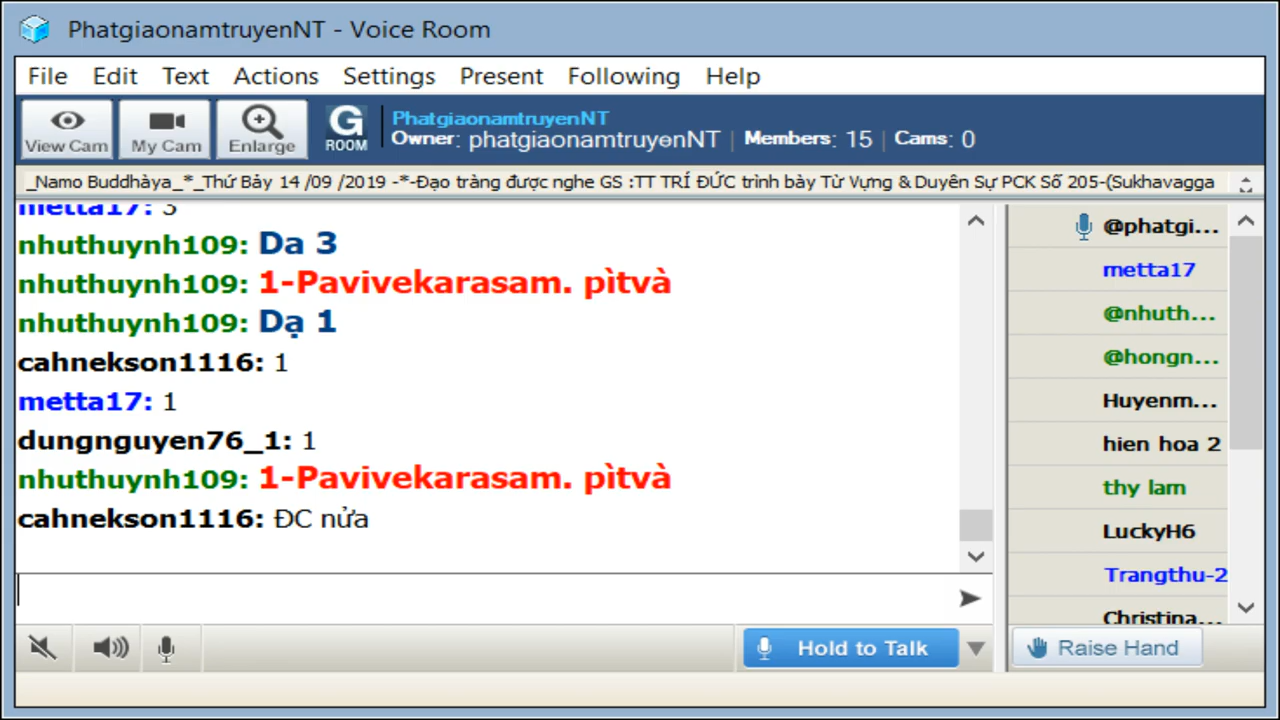 PhatgiaonamtruyenNT - Voice Room
File Edit Text Actions Settings Present Following Help
View Cam My Cam Enlarge G ROOM
PhatgiaonamtruyenNT
Owner: phatgiaonamtruyenNT | Members: 15 | Cams: 0
_Namo Buddhàya_*_Thứ Bảy 14 /09 /2019 -*-Đạo tràng được nghe GS :TT TRÍ ĐỨC trình bày Từ Vựng & Duyên Sự PCK Số 205-(Sukhavagga
metta17: 3
nhuthuynh109: Da 3
nhuthuynh109: 1-Pavivekarasam. pìtvà
nhuthuynh109: Dạ 1
cahnekson1116: 1
metta17: 1
dungnguyen76_1: 1
nhuthuynh109: 1-Pavivekarasam. pìtvà
cahnekson1116: ĐC nửa
@phatgi...
metta17
@nhuth...
@hongn...
Huyenm...
hien hoa 2
thy lam
LuckyH6
Trangthu-2
Christina...
Hold to Talk
Raise Hand